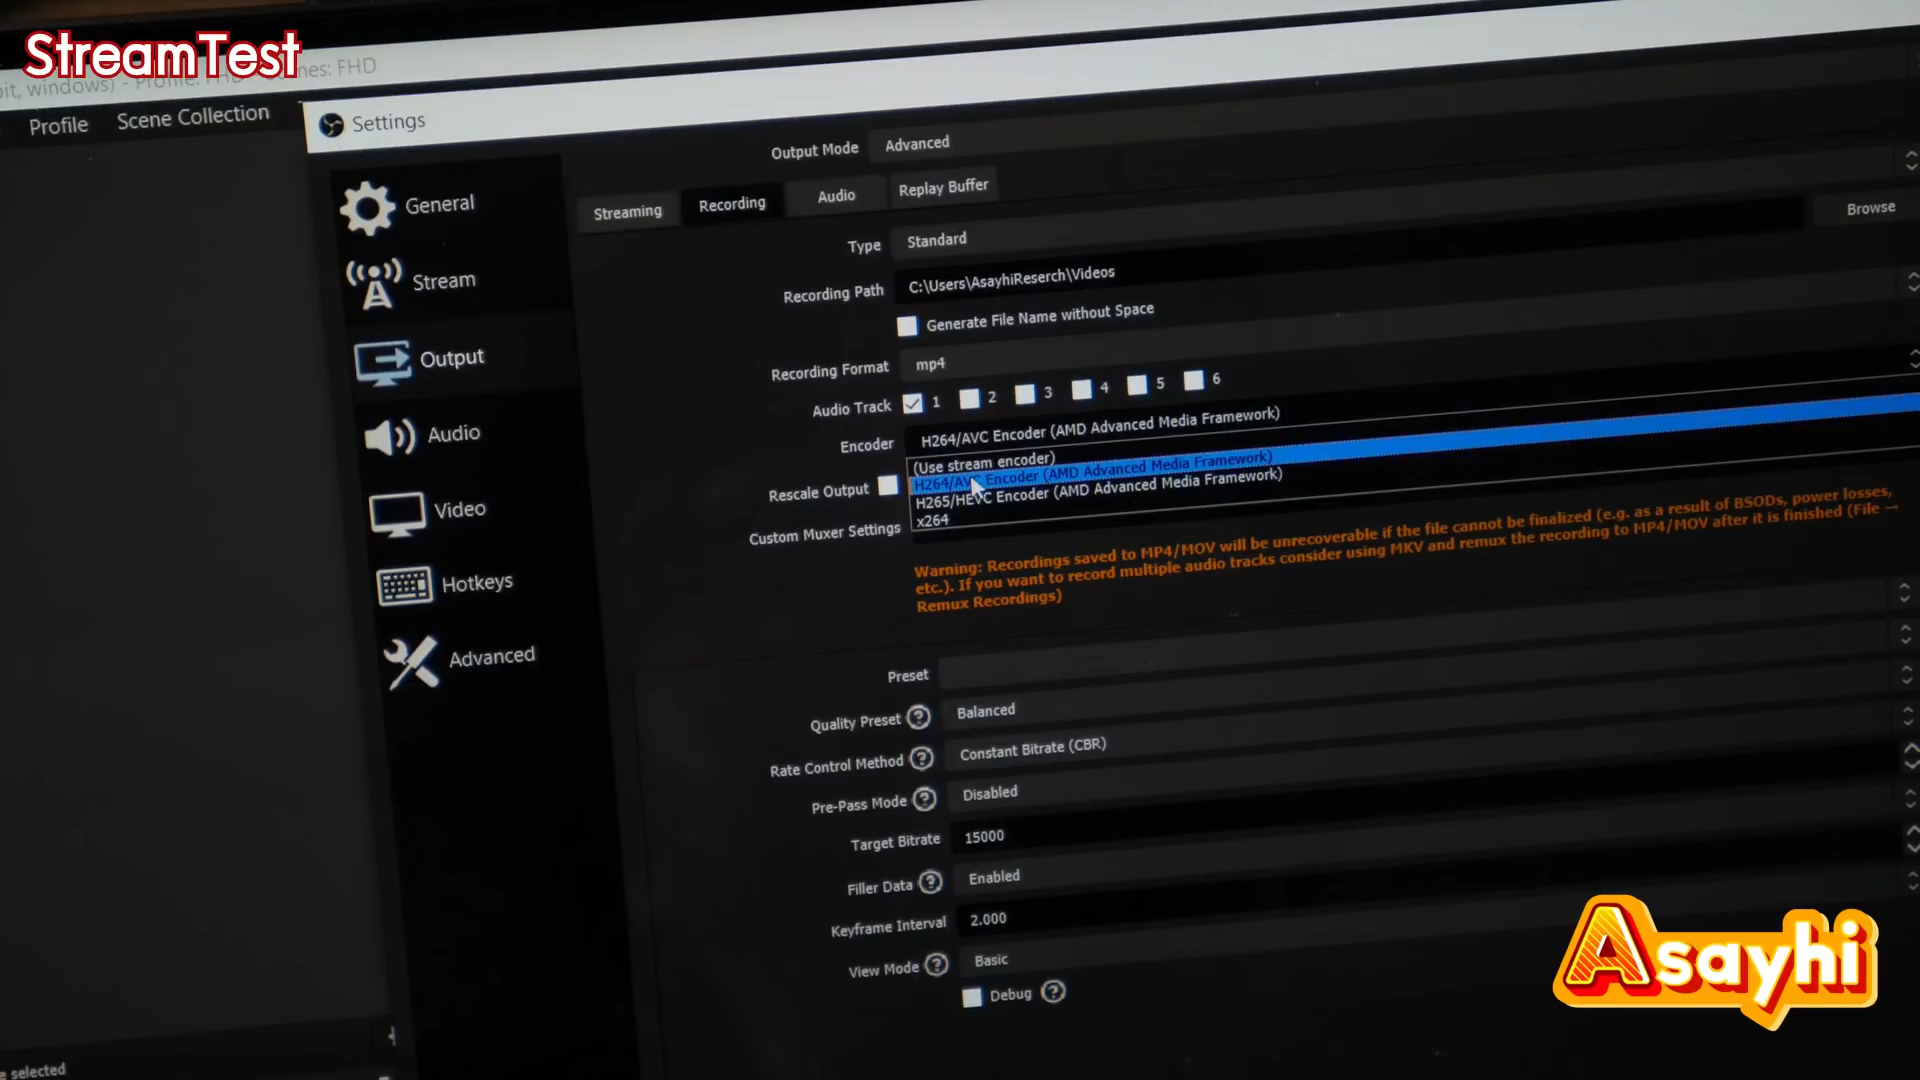 StreamTest
bit, windows) - Profile: FHD - Scenes: FHD
Profile
Scene Collection
Settings
General
Stream
Output
Audio
Video
Hotkeys
Advanced
Output Mode
Advanced
Streaming
Recording
Audio
Replay Buffer
Type
Standard
Recording Path
C:\Users\AsayhiReserch\Videos
Browse
Generate File Name without Space
Recording Format
mp4
Audio Track
1
2
3
4
5
6
Encoder
H264/AVC Encoder (AMD Advanced Media Framework)
(Use stream encoder)
H264/AVC Encoder (AMD Advanced Media Framework)
H265/HEVC Encoder (AMD Advanced Media Framework)
x264
Rescale Output
Custom Muxer Settings
Warning: Recordings saved to MP4/MOV will be unrecoverable if the file cannot be finalized (e.g. as a result of BSODs, power losses,
etc.). If you want to record multiple audio tracks consider using MKV and remux the recording to MP4/MOV after it is finished (File →
Remux Recordings)
Preset
Quality Preset
Balanced
Rate Control Method
Constant Bitrate (CBR)
Pre-Pass Mode
Disabled
Target Bitrate
15000
Filler Data
Enabled
Keyframe Interval
2.000
View Mode
Basic
Debug
selected
Asayhi